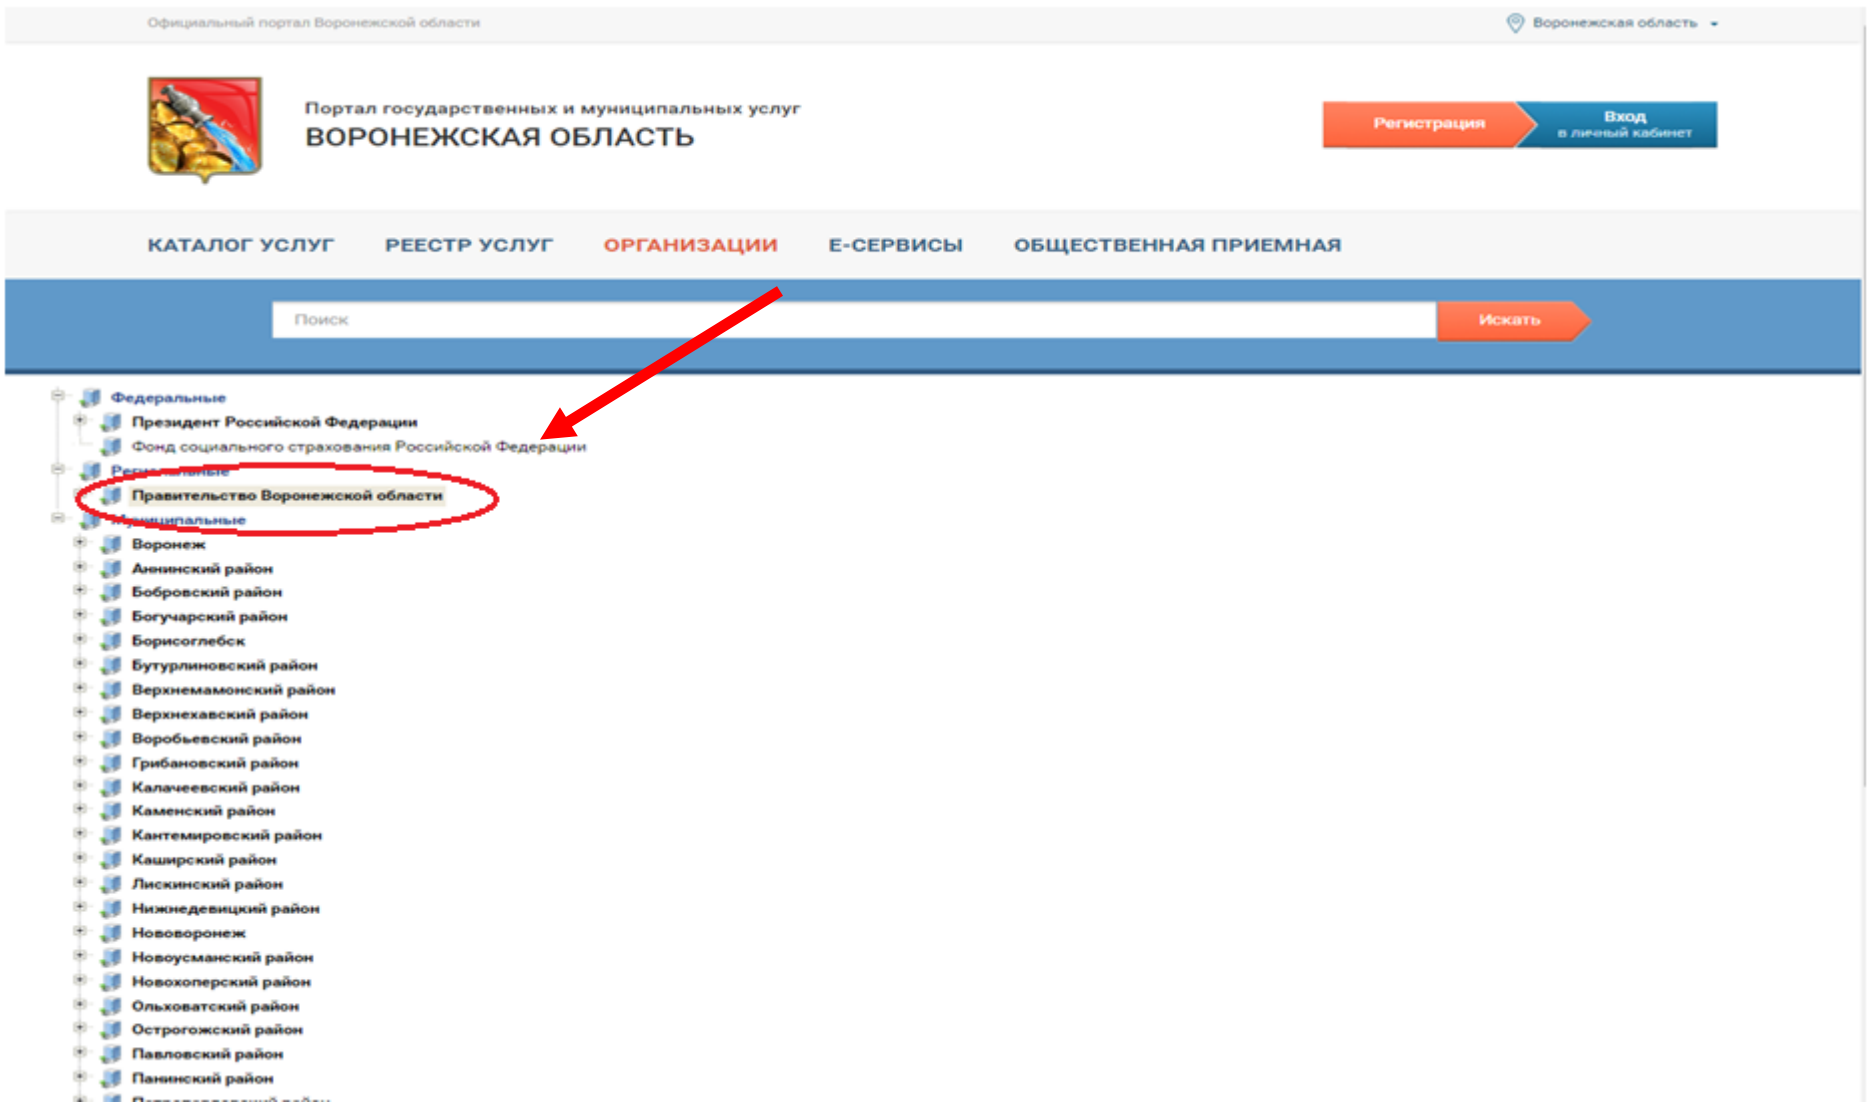 Официальный портал Воронежской области
Воронежская область
Портал государственных и муниципальных услуг
ВОРОНЕЖСКАЯ ОБЛАСТЬ
Регистрация
Вход
в личный кабинет
КАТАЛОГ УСЛУГ РЕЕСТР УСЛУГ ОРГАНИЗАЦИИ Е-СЕРВИСЫ ОБЩЕСТВЕННАЯ ПРИЕМНАЯ
Поиск
Искать
Федеральные
Президент Российской Федерации
Фонд социального страхования Российской Федерации
Региональные
Правительство Воронежской области
Муниципальные
Воронеж
Аннинский район
Бобровский район
Богучарский район
Борисоглебск
Бутурлиновский район
Верхнемамонский район
Верхнехавский район
Воробьевский район
Грибановский район
Калачеевский район
Каменский район
Кантемировский район
Каширский район
Лискинский район
Нижнедевицкий район
Нововоронеж
Новоусманский район
Новохоперский район
Ольховатский район
Острогожский район
Павловский район
Панинский район
Петропавловский район